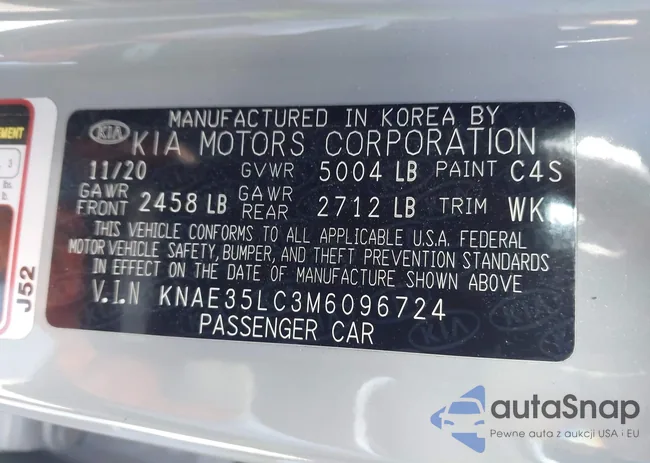 MANUFACTURED IN KOREA BY
KIA KIA MOTORS CORPORATION
11/20 GVWR 5004 LB PAINT C4S
GAWR FRONT 2458 LB GAWR REAR 2712 LB TRIM WK
THIS VEHICLE CONFORMS TO ALL APPLICABLE U.S.A. FEDERAL
MOTOR VEHICLE SAFETY, BUMPER, AND THEFT PREVENTION STANDARDS
IN EFFECT ON THE DATE OF MANUFACTURE SHOWN ABOVE
V.I.N KNAE35LC3M6096724
PASSENGER CAR
J52
autaSnap
Pewne auta z aukcji USA i EU